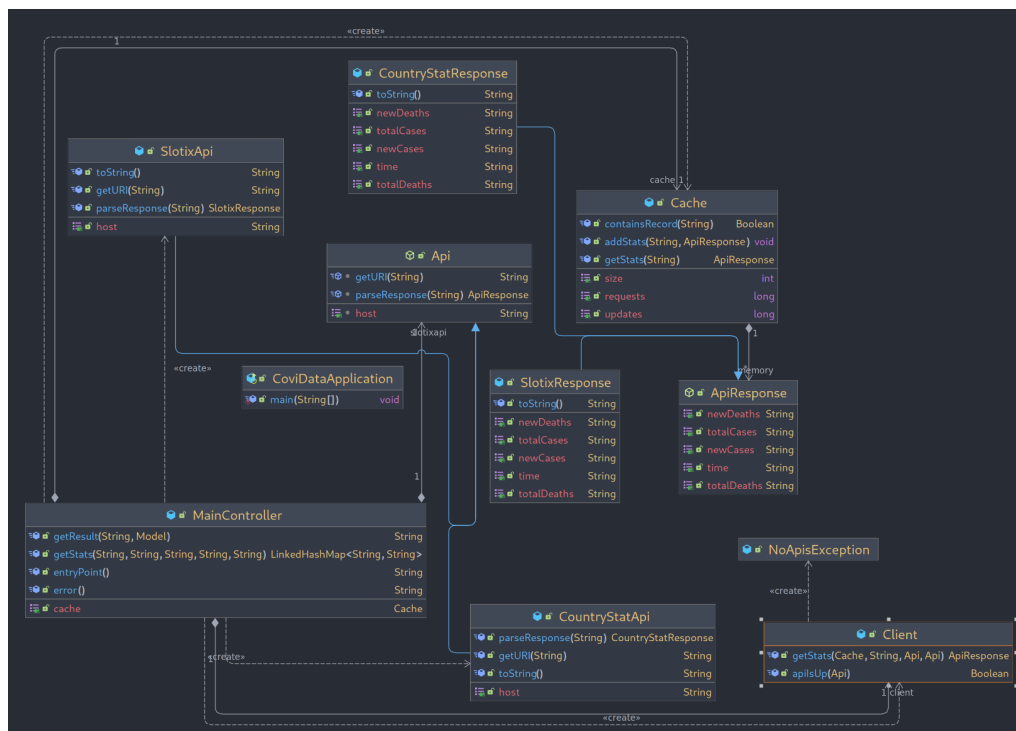 «create»
1
CountryStatResponse
toString() String
newDeaths String
totalCases String
newCases String
time String
totalDeaths String
SlotixApi
toString() String
getURI(String) String
parseResponse(String) SlotixResponse
host String
cache 1
Cache
containsRecord(String) Boolean
addStats(String, ApiResponse) void
getStats(String) ApiResponse
size int
requests long
updates long
Api
getURI(String) String
parseResponse(String) ApiResponse
host String
1
«create»
memory
CoviDataApplication
main(String[]) void
SlotixResponse
toString() String
newDeaths String
totalCases String
newCases String
time String
totalDeaths String
ApiResponse
newDeaths String
totalCases String
newCases String
time String
totalDeaths String
1
MainController
getResult(String, Model) String
getStats(String, String, String, String, String) LinkedHashMap<String, String>
entryPoint() String
error() String
cache Cache
NoApisException
«create»
CountryStatApi
parseResponse(String) CountryStatResponse
getURI(String) String
toString() String
host String
Client
getStats(Cache, String, Api, Api) ApiResponse
apiIsUp(Api) Boolean
1
«create»
1 client
«create»